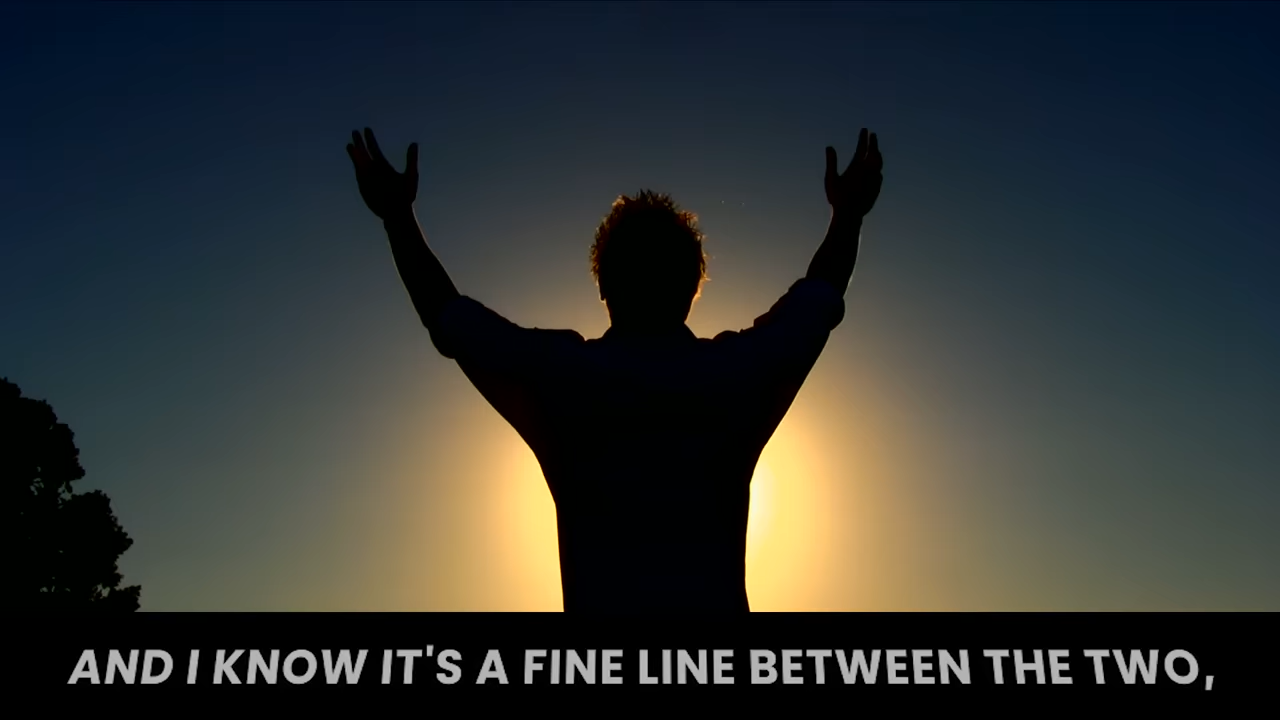 AND I KNOW IT'S A FINE LINE BETWEEN THE TWO,